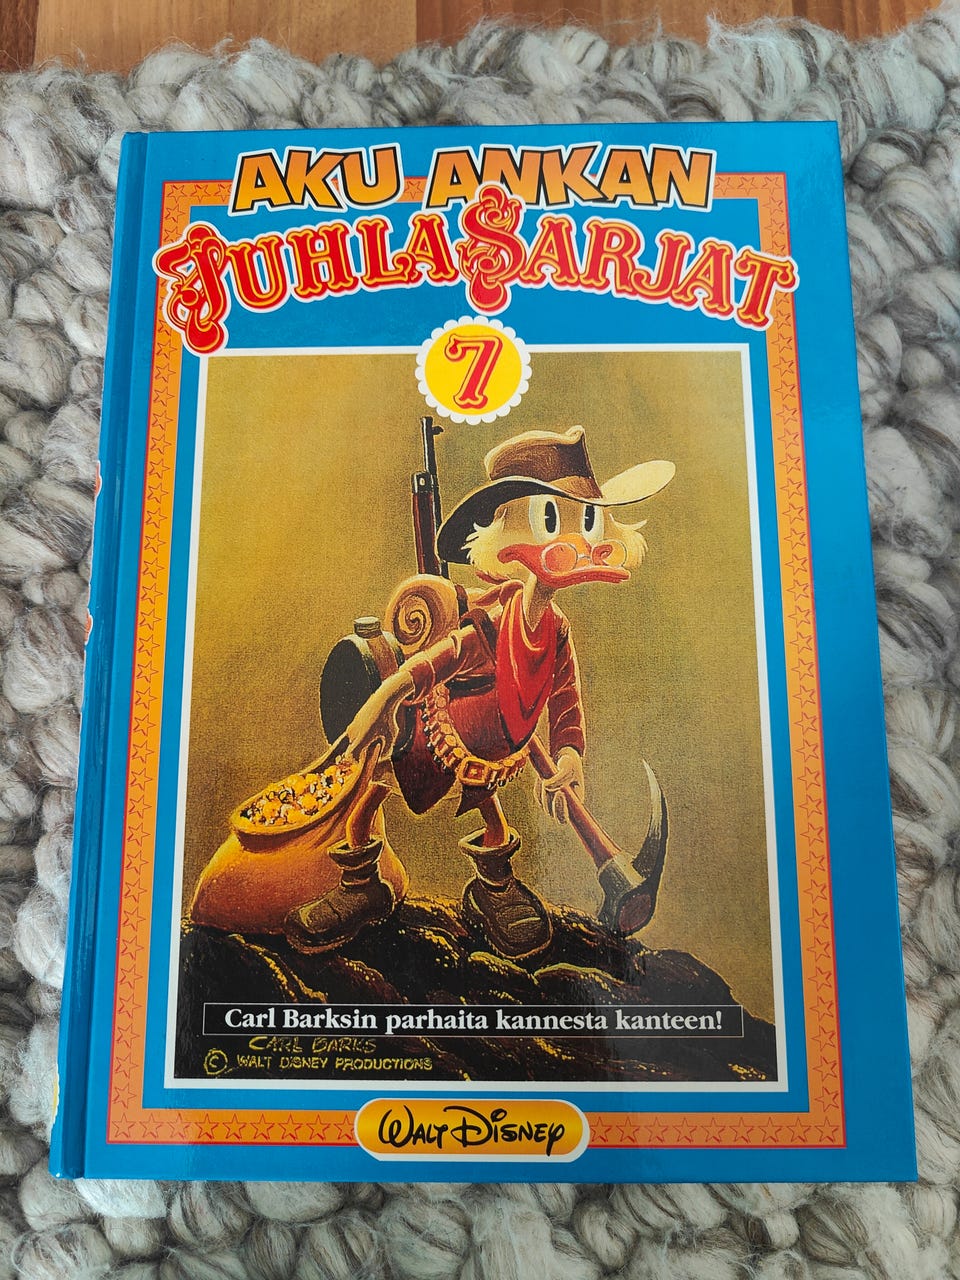 AKU ANKAN
JUHLASARJAT
7
Carl Barksin parhaita kannesta kanteen!
CARL BARKS
© WALT DISNEY PRODUCTIONS
WALT DISNEY